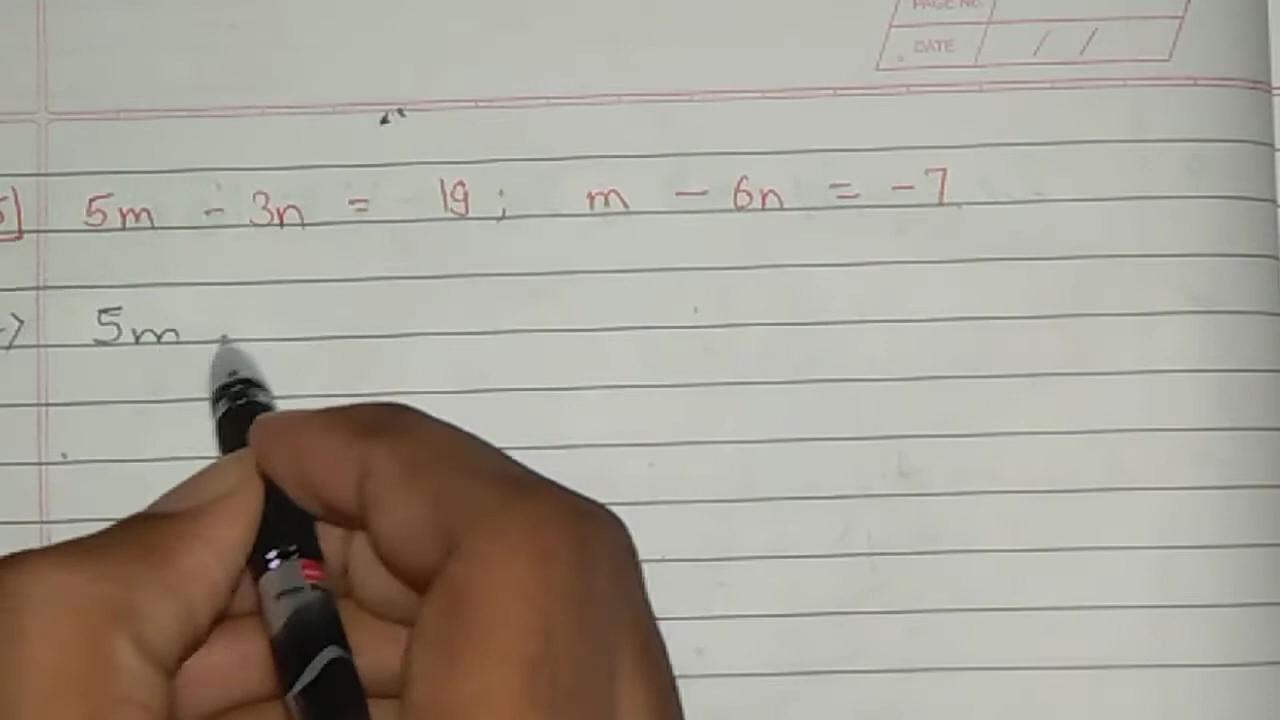 PAGE NO.
DATE / /
5] 5m - 3n = 19 ; m - 6n = -7
-> 5m